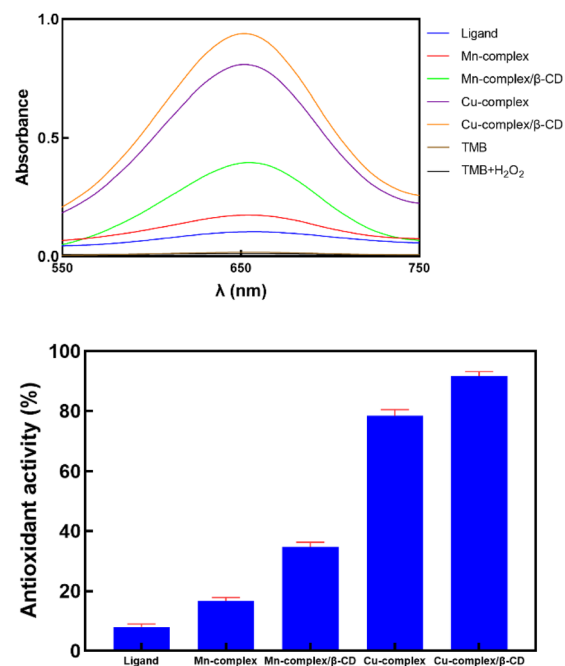 1.0
0.5
0.0
Absorbance
550
650
750
λ (nm)
Ligand
Mn-complex
Mn-complex/β-CD
Cu-complex
Cu-complex/β-CD
TMB
TMB+H₂O₂
100
80
60
40
20
0
Antioxidant activity (%)
Ligand
Mn-complex
Mn-complex/β-CD
Cu-complex
Cu-complex/β-CD